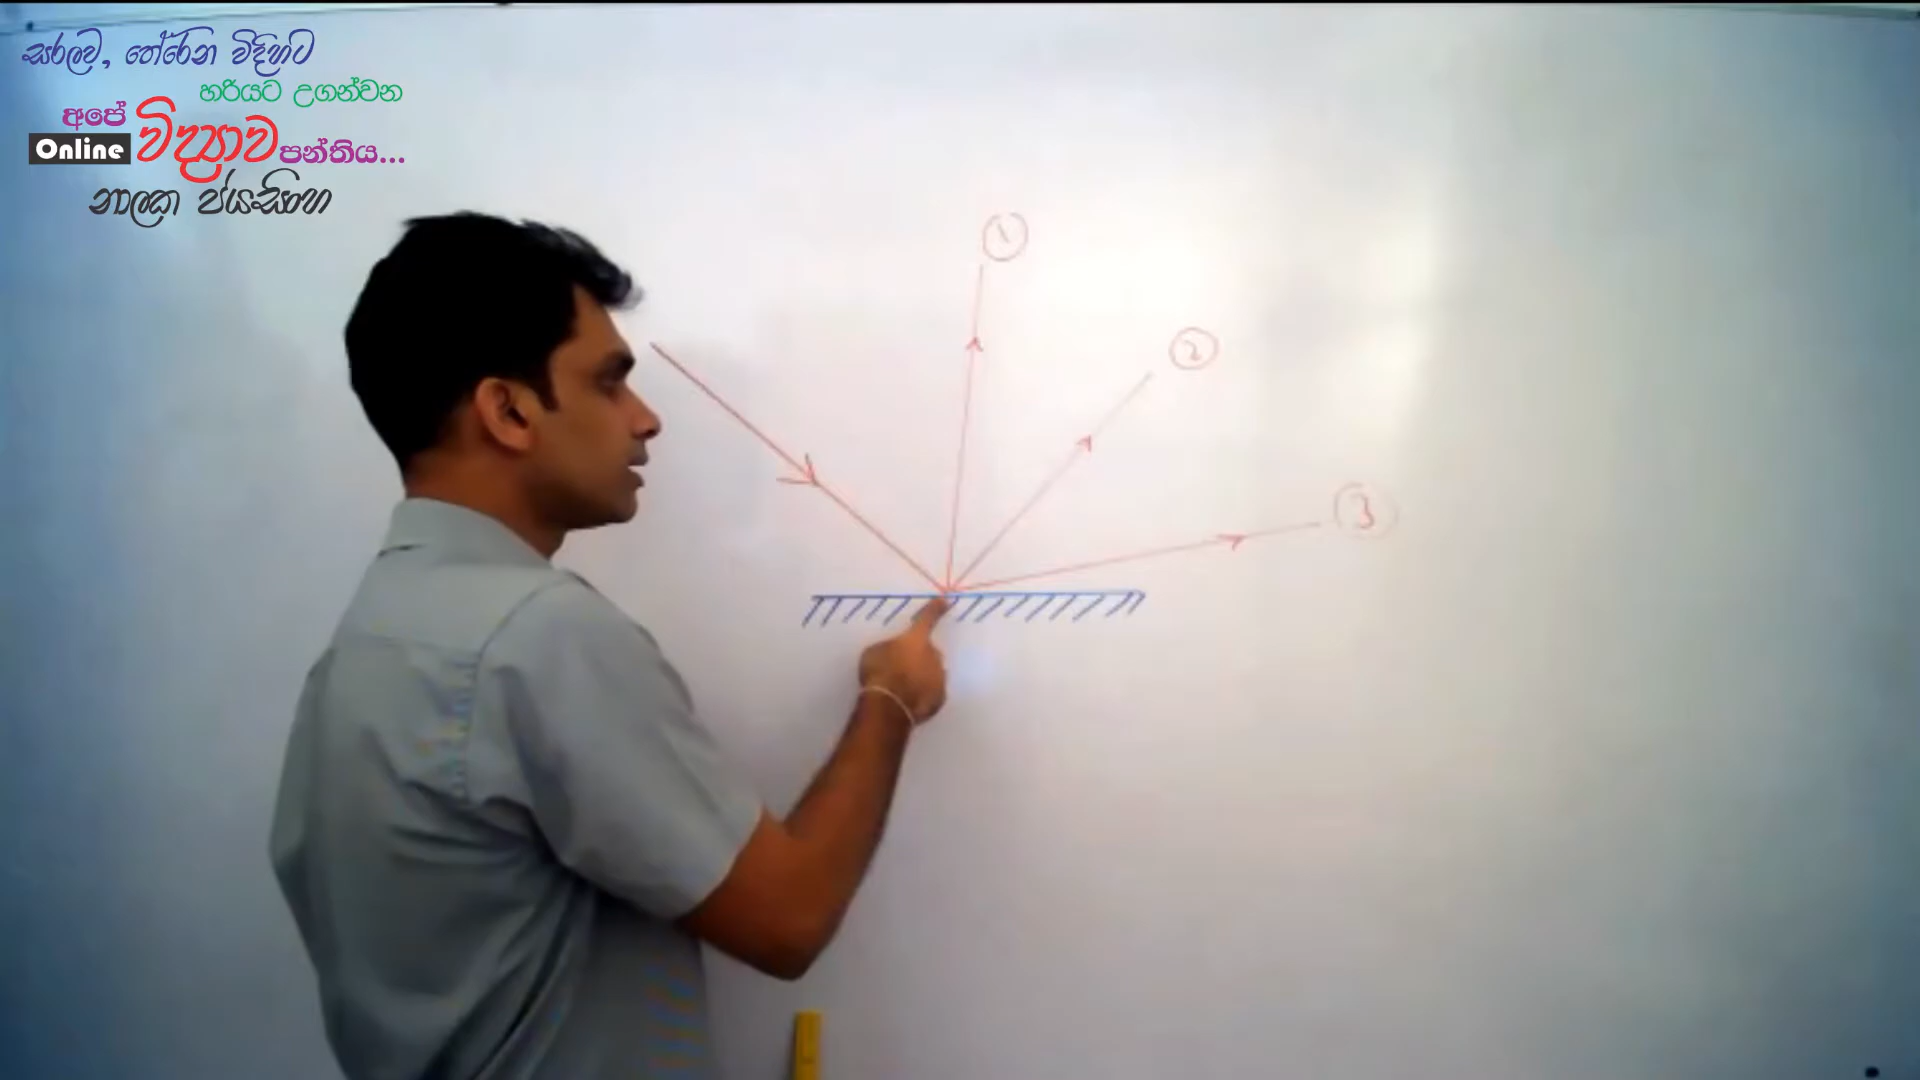 සරලව, තේරෙන විදිහට
හරියට උගන්වන
අපේ
Online විද්‍යාව පන්තිය...
නාලක ජයසිංහ
1
2
3